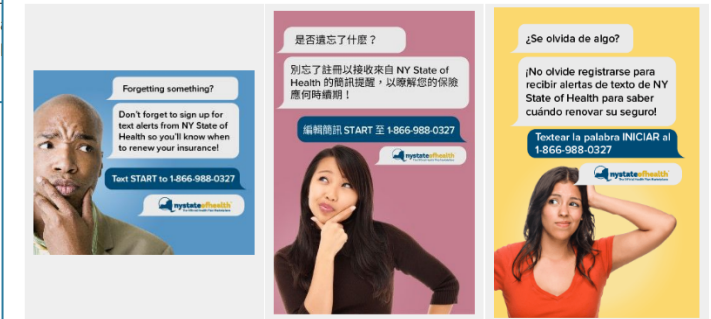 Forgetting something?
Don't forget to sign up for
text alerts from NY State of
Health so you'll know when
to renew your insurance!
Text START to 1-866-988-0327
nystateofhealth
是否遺忘了什麽？
別忘了註冊以接收來自 NY State of
Health 的簡訊提醒，以瞭解您的保險
應何時續期！
編輯簡訊 START 至 1-866-988-0327
nystateofhealth
¿Se olvida de algo?
¡No olvide registrarse para
recibir alertas de texto de NY
State of Health para saber
cuándo renovar su seguro!
Textear la palabra INICIAR al
1-866-988-0327
nystateofhealth